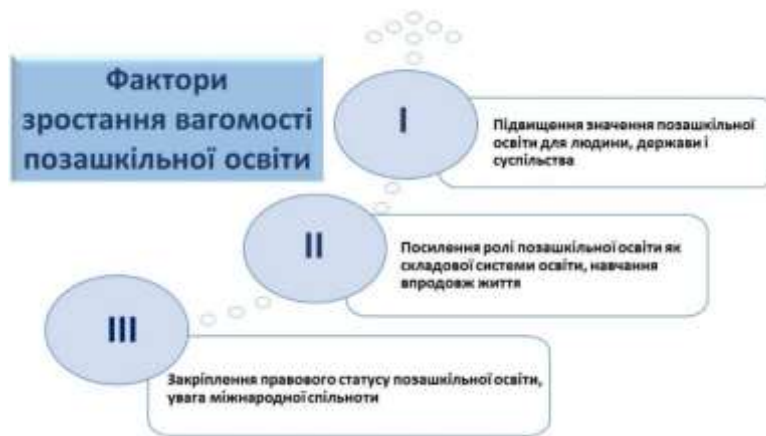 Фактори
зростання вагомості
позашкільної освіти
I
Підвищення значення позашкільної
освіти для людини, держави і
суспільства
II
Посилення ролі позашкільної освіти як
складової системи освіти, навчання
впродовж життя
III
Закріплення правового статусу позашкільної освіти,
увага міжнародної спільноти